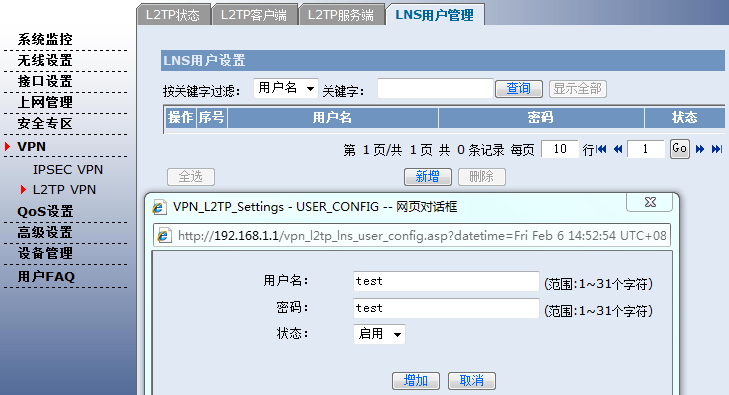 L2TP状态 L2TP客户端 L2TP服务端 LNS用户管理
系统监控
无线设置
接口设置
上网管理
安全专区
VPN
IPSEC VPN
L2TP VPN
QoS设置
高级设置
设备管理
用户FAQ
LNS用户设置
按关键字过滤: 用户名 关键字: 查询 显示全部
操作 序号 用户名 密码 状态
第 1 页/共 1 页 共 0 条记录 每页 10 行 1 Go
全选 新增 删除
VPN_L2TP_Settings - USER_CONFIG -- 网页对话框
http://192.168.1.1/vpn_l2tp_lns_user_config.asp?datetime=Fri Feb 6 14:52:54 UTC+08
用户名: test (范围:1~31个字符)
密码: test (范围:1~31个字符)
状态: 启用
增加 取消